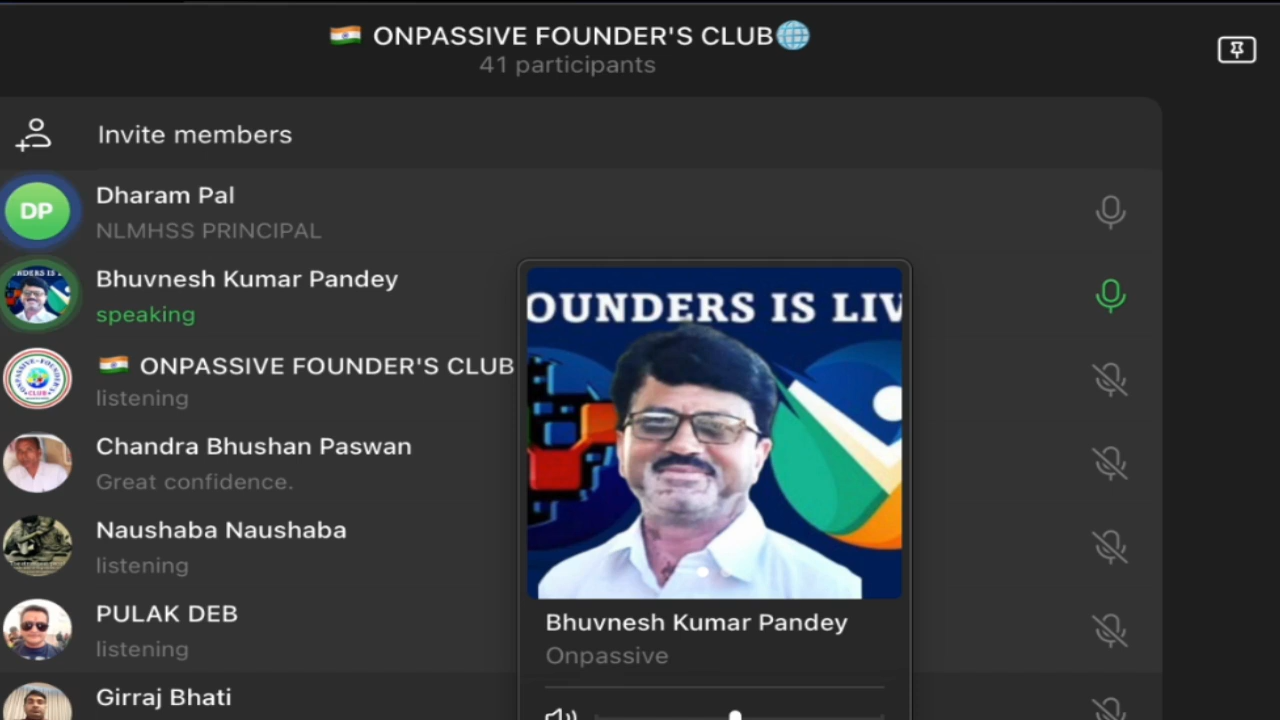 🇮🇳 ONPASSIVE FOUNDER'S CLUB🌐
41 participants
Invite members
DP
Dharam Pal
NLMHSS PRINCIPAL
Bhuvnesh Kumar Pandey
speaking
🇮🇳 ONPASSIVE FOUNDER'S CLUB
listening
Chandra Bhushan Paswan
Great confidence.
Naushaba Naushaba
listening
PULAK DEB
listening
Girraj Bhati
OUNDERS IS LIV
Bhuvnesh Kumar Pandey
Onpassive